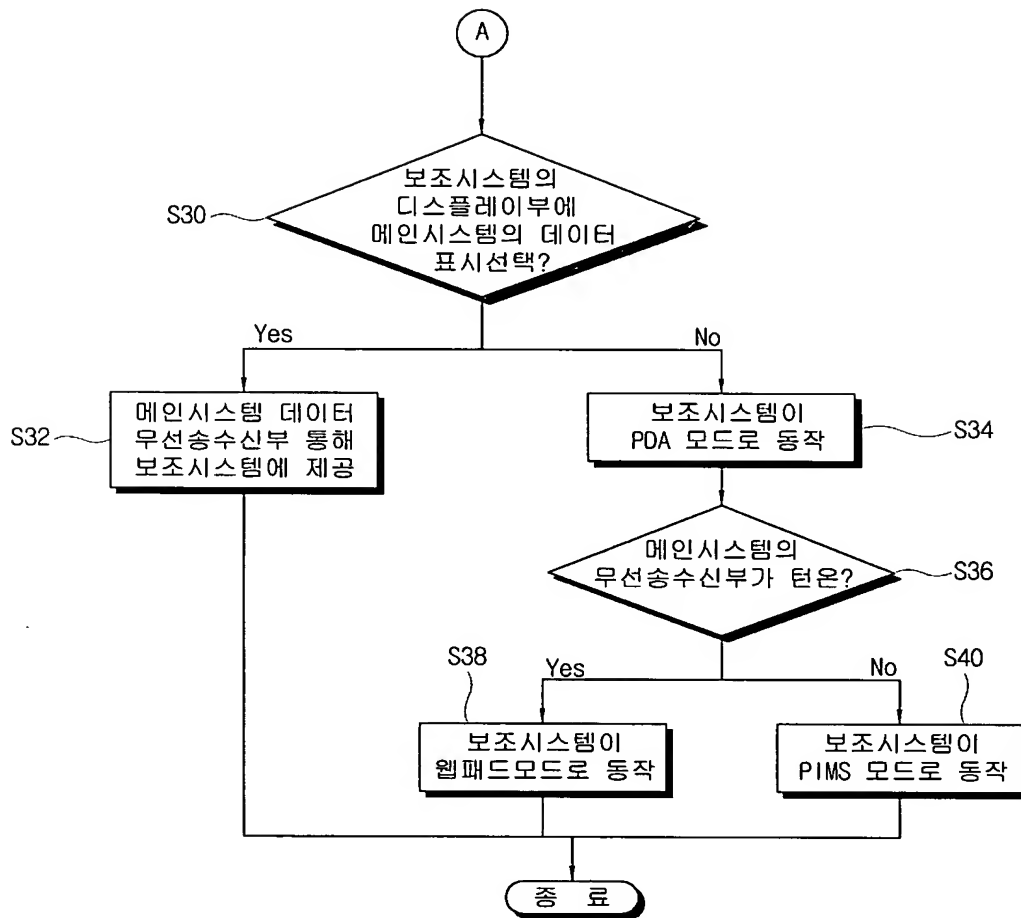 A
보조시스템의
디스플레이부에
메인시스템의 데이터
표시선택?
S30
Yes
No
메인시스템 데이터
무선송수신부 통해
보조시스템에 제공
S32
보조시스템이
PDA 모드로 동작
S34
메인시스템의
무선송수신부가 턴온?
S36
Yes
No
S38
S40
보조시스템이
웹패드모드로 동작
보조시스템이
PIMS 모드로 동작
종 료